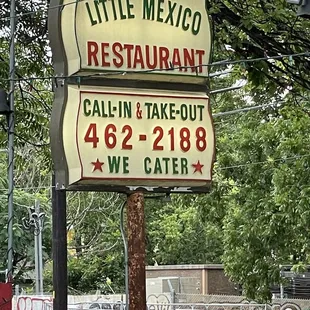 LITTLE MEXICO
RESTAURANT
CALL-IN & TAKE-OUT
462-2188
★ WE CATER ★